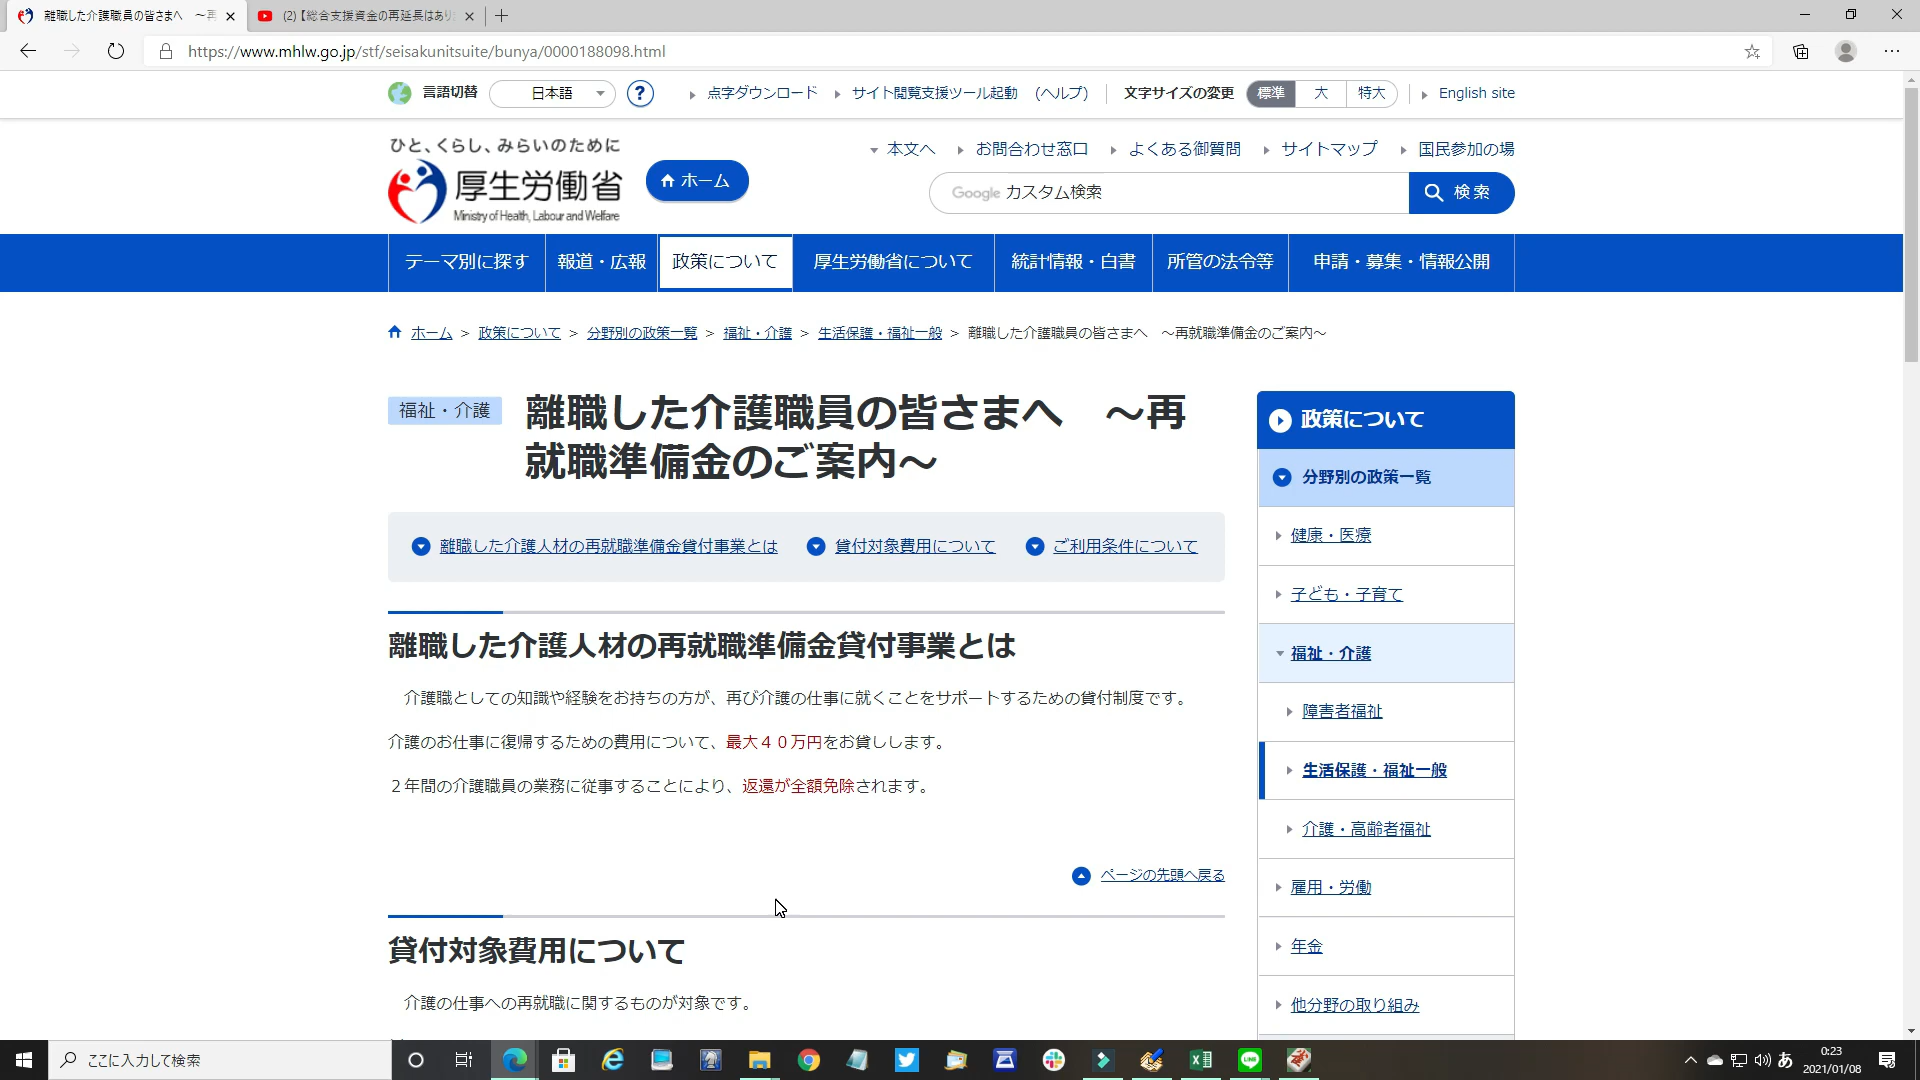 離職した介護職員の皆さまへ　～再
(2)【総合支援資金の再延長はあり
https://www.mhlw.go.jp/stf/seisakunitsuite/bunya/0000188098.html
言語切替
日本語
?
点字ダウンロード
サイト閲覧支援ツール起動
(ヘルプ)
文字サイズの変更
標準
大
特大
English site
ひと、くらし、みらいのために
厚生労働省
Ministry of Health, Labour and Welfare
ホーム
本文へ
お問合わせ窓口
よくある御質問
サイトマップ
国民参加の場
Google カスタム検索
検索
テーマ別に探す
報道・広報
政策について
厚生労働省について
統計情報・白書
所管の法令等
申請・募集・情報公開
ホーム > 政策について > 分野別の政策一覧 > 福祉・介護 > 生活保護・福祉一般 > 離職した介護職員の皆さまへ　～再就職準備金のご案内～
福祉・介護
離職した介護職員の皆さまへ　～再
就職準備金のご案内～
離職した介護人材の再就職準備金貸付事業とは
貸付対象費用について
ご利用条件について
離職した介護人材の再就職準備金貸付事業とは
介護職としての知識や経験をお持ちの方が、再び介護の仕事に就くことをサポートするための貸付制度です。
介護のお仕事に復帰するための費用について、最大４０万円をお貸しします。
２年間の介護職員の業務に従事することにより、返還が全額免除されます。
ページの先頭へ戻る
貸付対象費用について
介護の仕事への再就職に関するものが対象です。
政策について
分野別の政策一覧
健康・医療
子ども・子育て
福祉・介護
障害者福祉
生活保護・福祉一般
介護・高齢者福祉
雇用・労働
年金
他分野の取り組み
ここに入力して検索
あ
0:23
2021/01/08